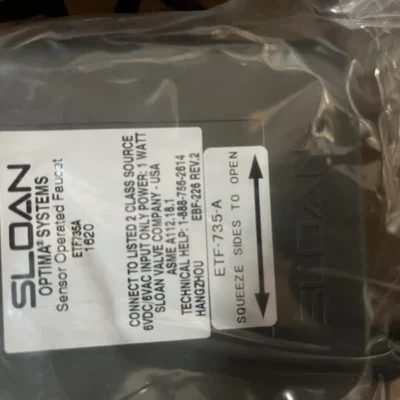 SLOAN
OPTIMA® SYSTEMS
Sensor Operated Faucet
ETF735A
1620
CONNECT TO LISTED 2 CLASS SOURCE
6VDC/6VAC INPUT ONLY POWER: 1 WATT
SLOAN VALVE COMPANY - USA
ASME A112.18.1
TECHNICAL HELP: 1-888-756-2614
HANGZHOU EBF-226 REV.2
ETF-735-A
SQUEEZE SIDES TO OPEN
SLOAN